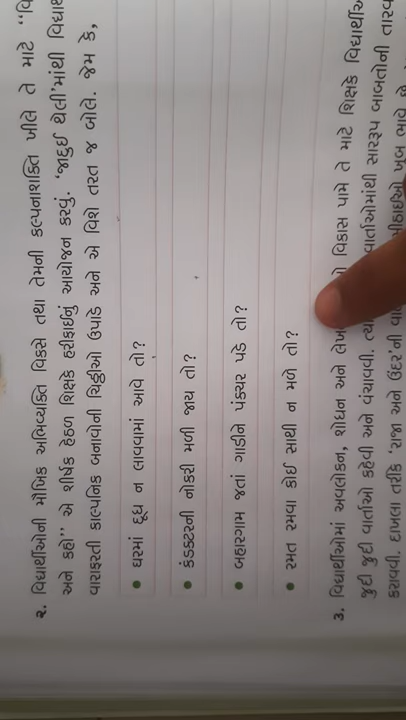 ૨. વિદ્યાર્થીઓની મૌખિક અભિવ્યક્તિ વિકસે તથા તેમની કલ્પનાશક્તિ ખીલે તે માટે “વિ
અને કહો” એ શીર્ષક હેઠળ શિક્ષકે હરીફાઈનું આયોજન કરવું. ‘જાદુઈ થેલી’માંથી વિદ્યાર્થ
વારાફરતી કાલ્પનિક બનાવોની ચિઠ્ઠીઓ ઉપાડે અને એ વિશે તરત જ બોલે. જેમ કે,
• ઘરમાં દૂધ ન લાવવામાં આવે તો?
• કંડક્ટરની નોકરી મળી જાય તો?
• બહારગામ જતાં ગાડીને પંક્ચર પડે તો?
• રમત રમવા કોઈ સાથી ન મળે તો?
૩. વિદ્યાર્થીઓમાં અવલોકન, શોધન અને લેખ વિકાસ પામે તે માટે શિક્ષકે વિદ્યાર્થીઓ
જુદી જુદી વાર્તાઓ કહેવી અને વંચાવવી. ત્યા વાર્તાઓમાંથી સારરૂપ બાબતોની તારવ
કરાવવી. દાખલા તરીકે ‘રાજા અને ઉંદર’ની વા મીઠાઈઓ ખૂબ ભાવે